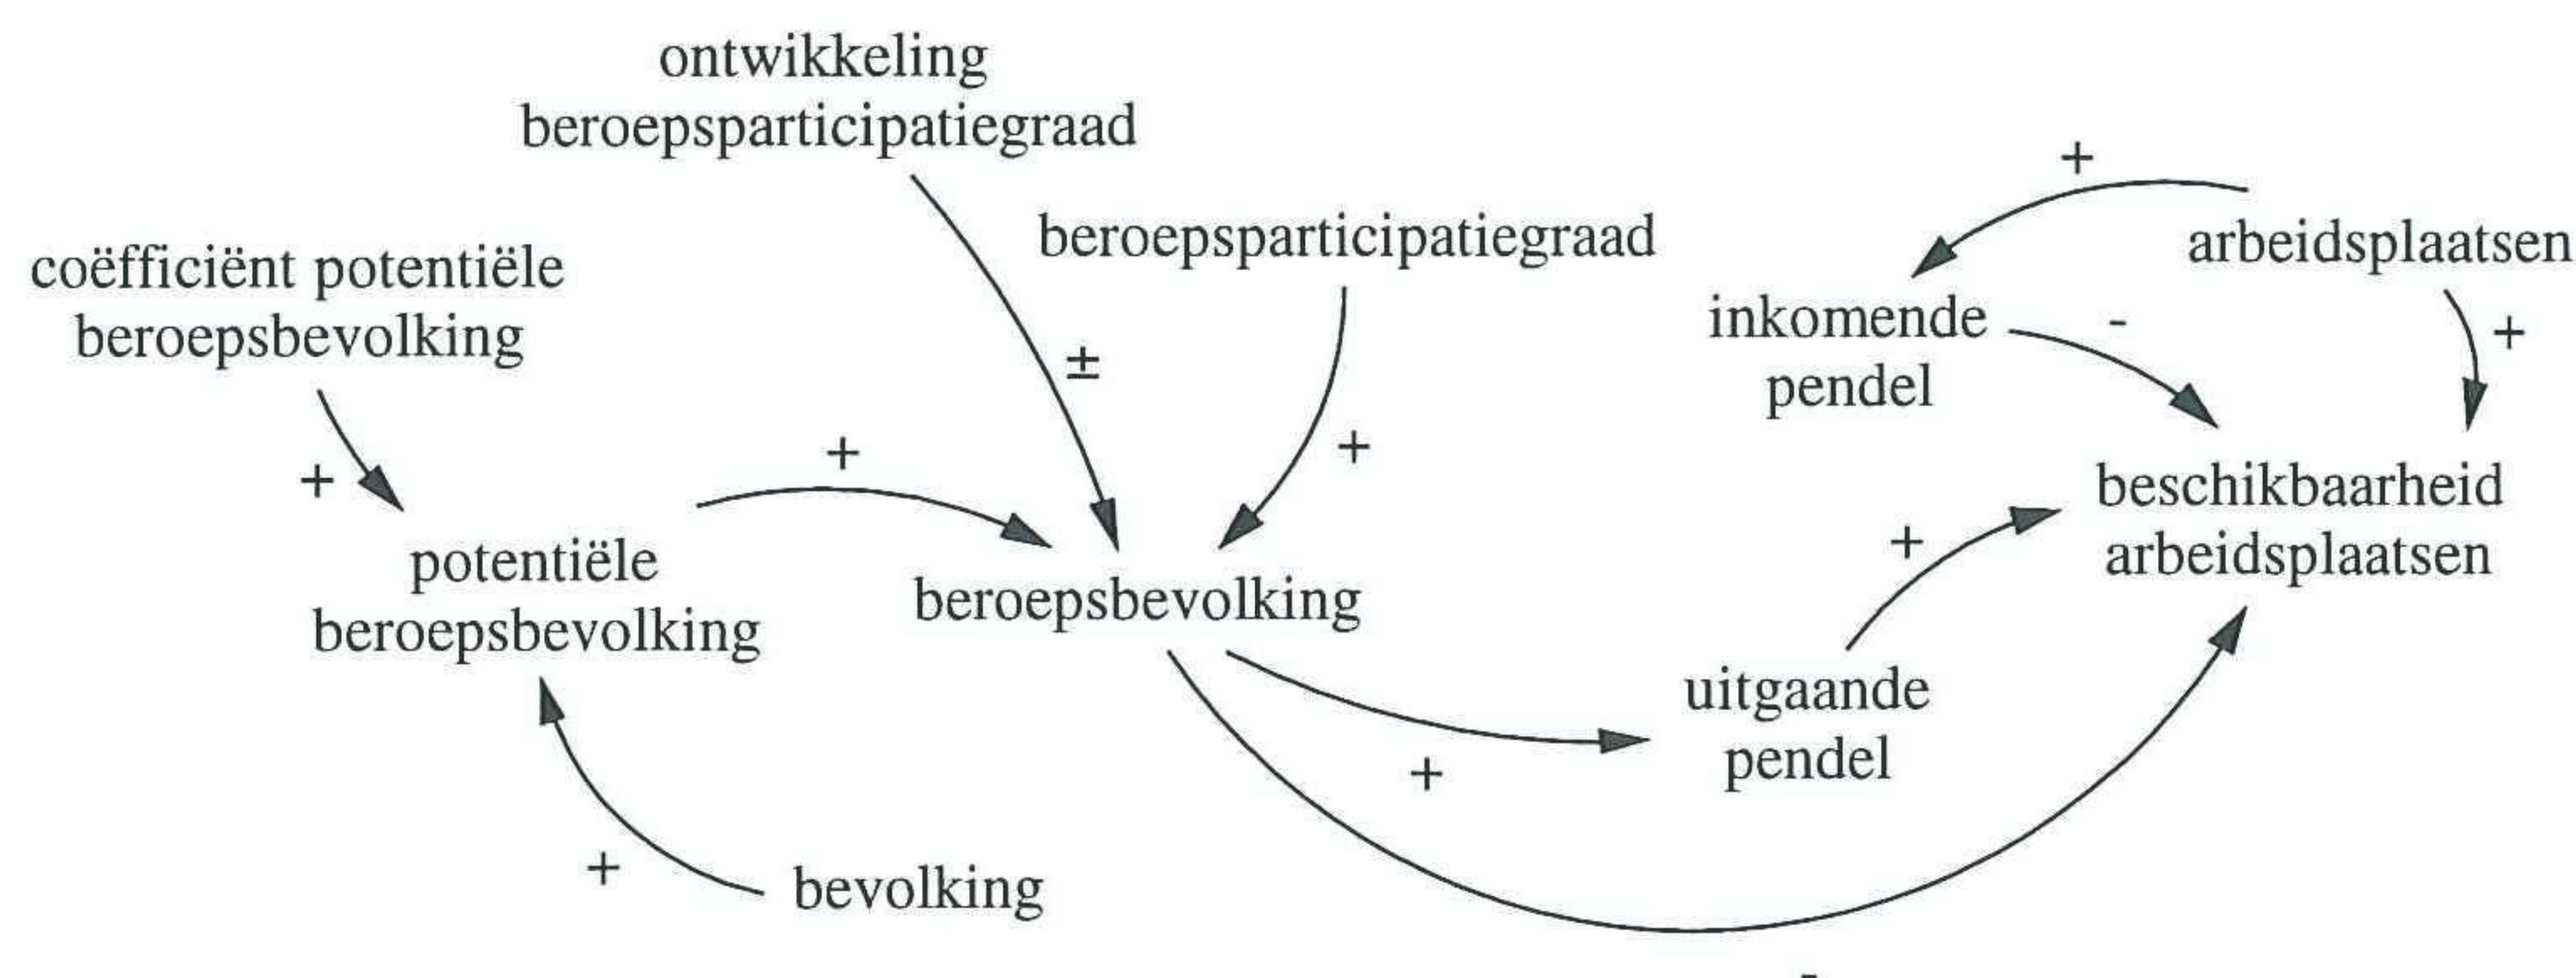 ontwikkeling
beroepsparticipatiegraad
+
beroepsparticipatiegraad
arbeidsplaatsen
coëfficiënt potentiële
beroepsbevolking
inkomende
pendel
-
+
±
+
+
+
beschikbaarheid
arbeidsplaatsen
+
potentiële
beroepsbevolking
beroepsbevolking
uitgaande
pendel
+
+
bevolking
-